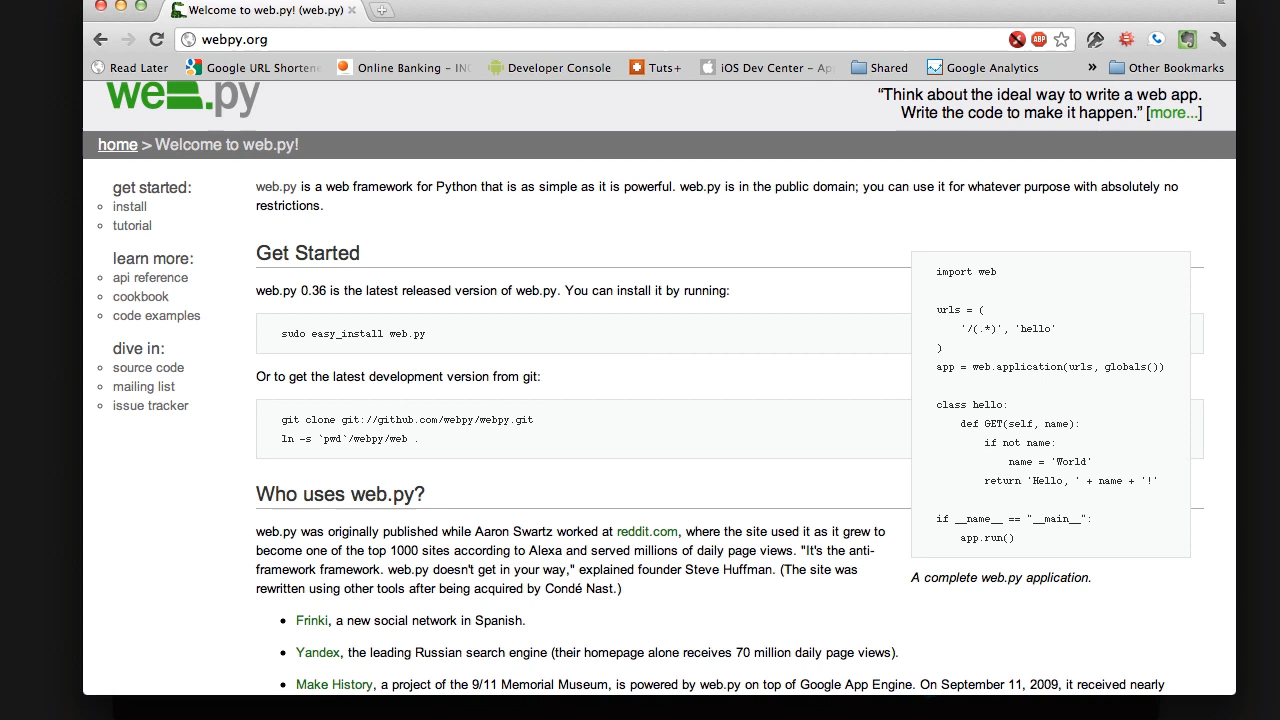 Welcome to web.py! (web.py)
webpy.org
ABP
Read Later
Google URL Shortene
Online Banking – IN
Developer Console
Tuts+
iOS Dev Center – Ap
Shared
Google Analytics
»
Other Bookmarks
web.py
“Think about the ideal way to write a web app.
Write the code to make it happen.” [more...]
home > Welcome to web.py!
get started:
install
tutorial
learn more:
api reference
cookbook
code examples
dive in:
source code
mailing list
issue tracker
web.py is a web framework for Python that is as simple as it is powerful. web.py is in the public domain; you can use it for whatever purpose with absolutely no
restrictions.
Get Started
web.py 0.36 is the latest released version of web.py. You can install it by running:
sudo easy_install web.py
Or to get the latest development version from git:
git clone git://github.com/webpy/webpy.git
ln -s `pwd`/webpy/web .
import web
urls = (
'/(.*)', 'hello'
)
app = web.application(urls, globals())
class hello:
def GET(self, name):
if not name:
name = 'World'
return 'Hello, ' + name + '!'
if __name__ == "__main__":
app.run()
A complete web.py application.
Who uses web.py?
web.py was originally published while Aaron Swartz worked at reddit.com, where the site used it as it grew to
become one of the top 1000 sites according to Alexa and served millions of daily page views. "It's the anti-
framework framework. web.py doesn't get in your way," explained founder Steve Huffman. (The site was
rewritten using other tools after being acquired by Condé Nast.)
Frinki, a new social network in Spanish.
Yandex, the leading Russian search engine (their homepage alone receives 70 million daily page views).
Make History, a project of the 9/11 Memorial Museum, is powered by web.py on top of Google App Engine. On September 11, 2009, it received nearly